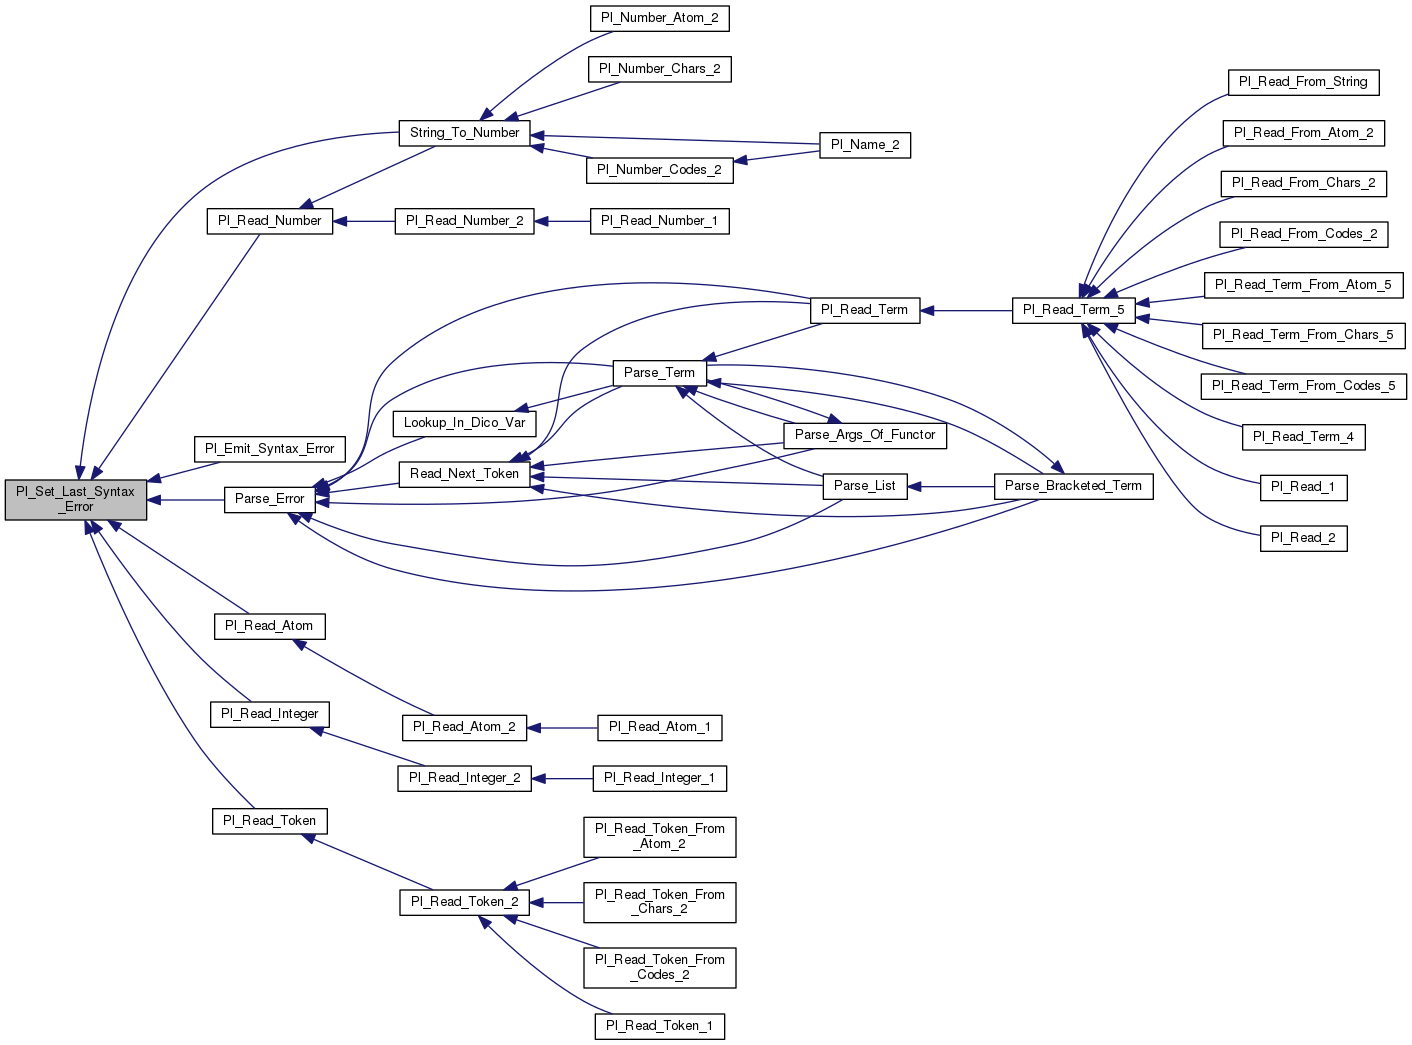 Pl_Number_Atom_2
Pl_Number_Chars_2
String_To_Number
Pl_Name_2
Pl_Number_Codes_2
Pl_Read_Number
Pl_Read_Number_2
Pl_Read_Number_1
Pl_Read_From_String
Pl_Read_From_Atom_2
Pl_Read_From_Chars_2
Pl_Read_From_Codes_2
Pl_Read_Term_From_Atom_5
Pl_Read_Term
Pl_Read_Term_5
Pl_Read_Term_From_Chars_5
Parse_Term
Pl_Read_Term_From_Codes_5
Lookup_In_Dico_Var
Parse_Args_Of_Functor
Pl_Read_Term_4
Pl_Emit_Syntax_Error
Read_Next_Token
Parse_List
Parse_Bracketed_Term
Pl_Read_1
Pl_Set_Last_Syntax
_Error
Parse_Error
Pl_Read_2
Pl_Read_Atom
Pl_Read_Integer
Pl_Read_Atom_2
Pl_Read_Atom_1
Pl_Read_Integer_2
Pl_Read_Integer_1
Pl_Read_Token
Pl_Read_Token_From
_Atom_2
Pl_Read_Token_2
Pl_Read_Token_From
_Chars_2
Pl_Read_Token_From
_Codes_2
Pl_Read_Token_1